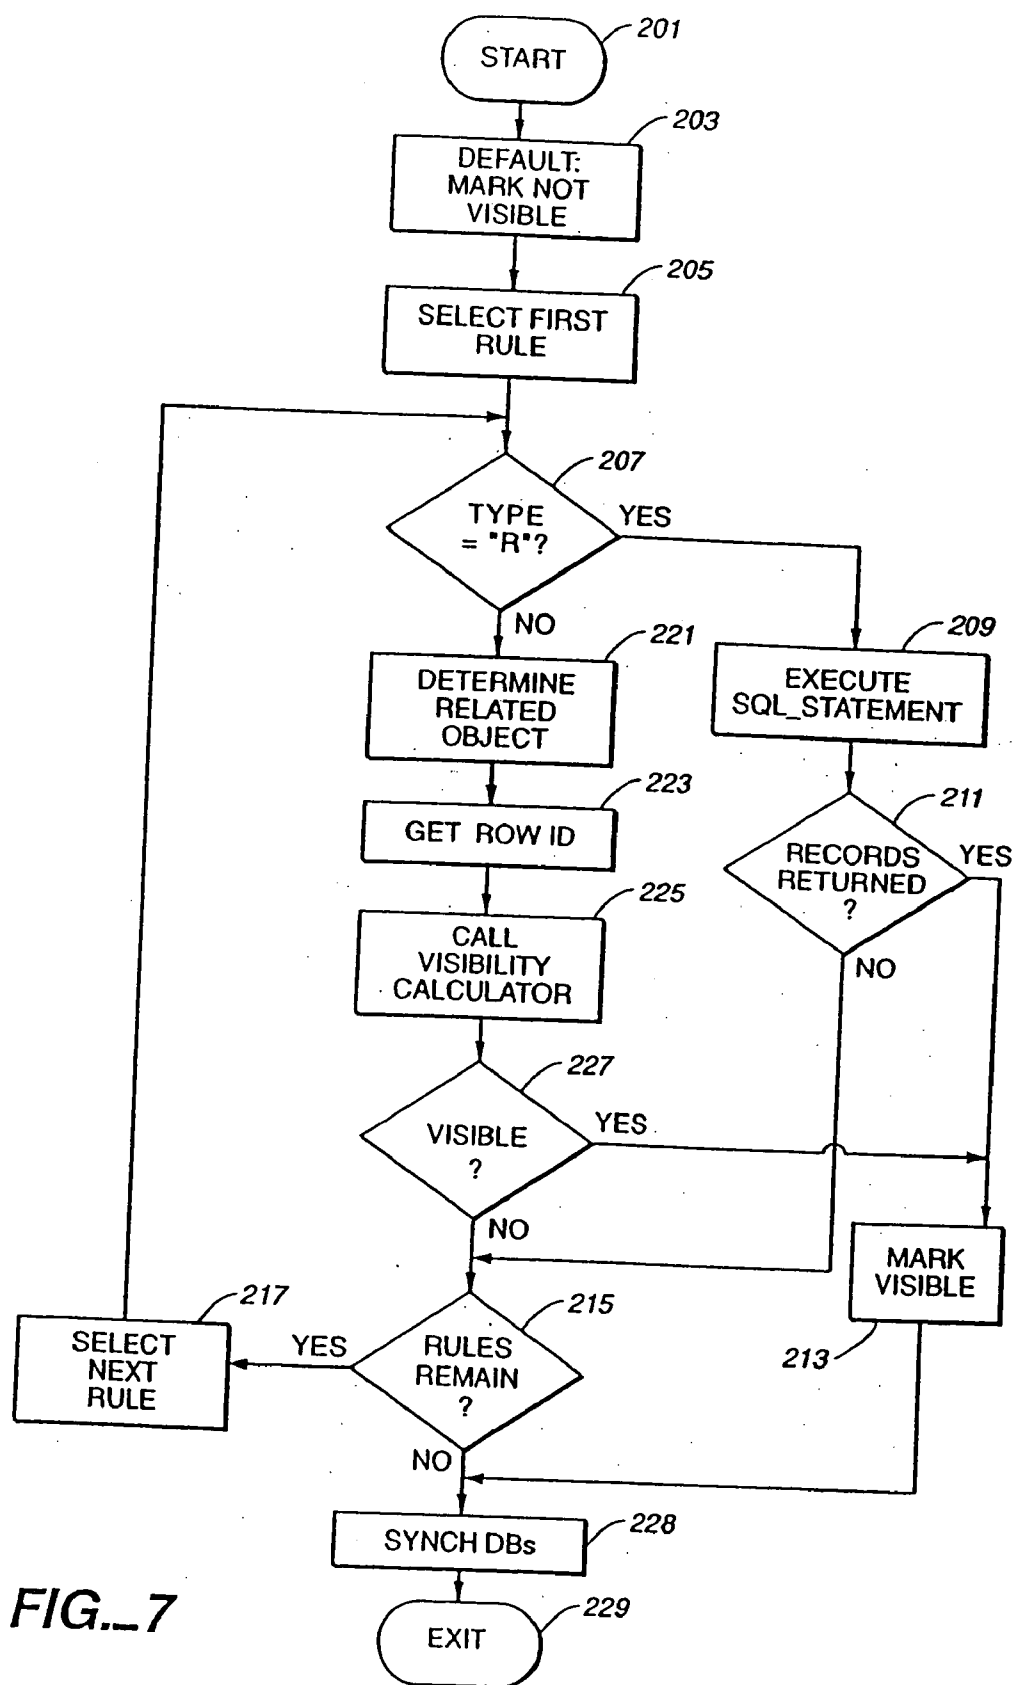 START
201
DEFAULT:
MARK NOT
VISIBLE
203
SELECT FIRST
RULE
205
TYPE
= "R"?
207
YES
NO
DETERMINE
RELATED
OBJECT
221
EXECUTE
SQL_STATEMENT
209
GET ROW ID
223
RECORDS
RETURNED
?
211
YES
NO
CALL
VISIBILITY
CALCULATOR
225
VISIBLE
?
227
YES
NO
MARK
VISIBLE
213
RULES
REMAIN
?
215
YES
NO
SELECT
NEXT
RULE
217
SYNCH DBs
228
EXIT
229
FIG._7